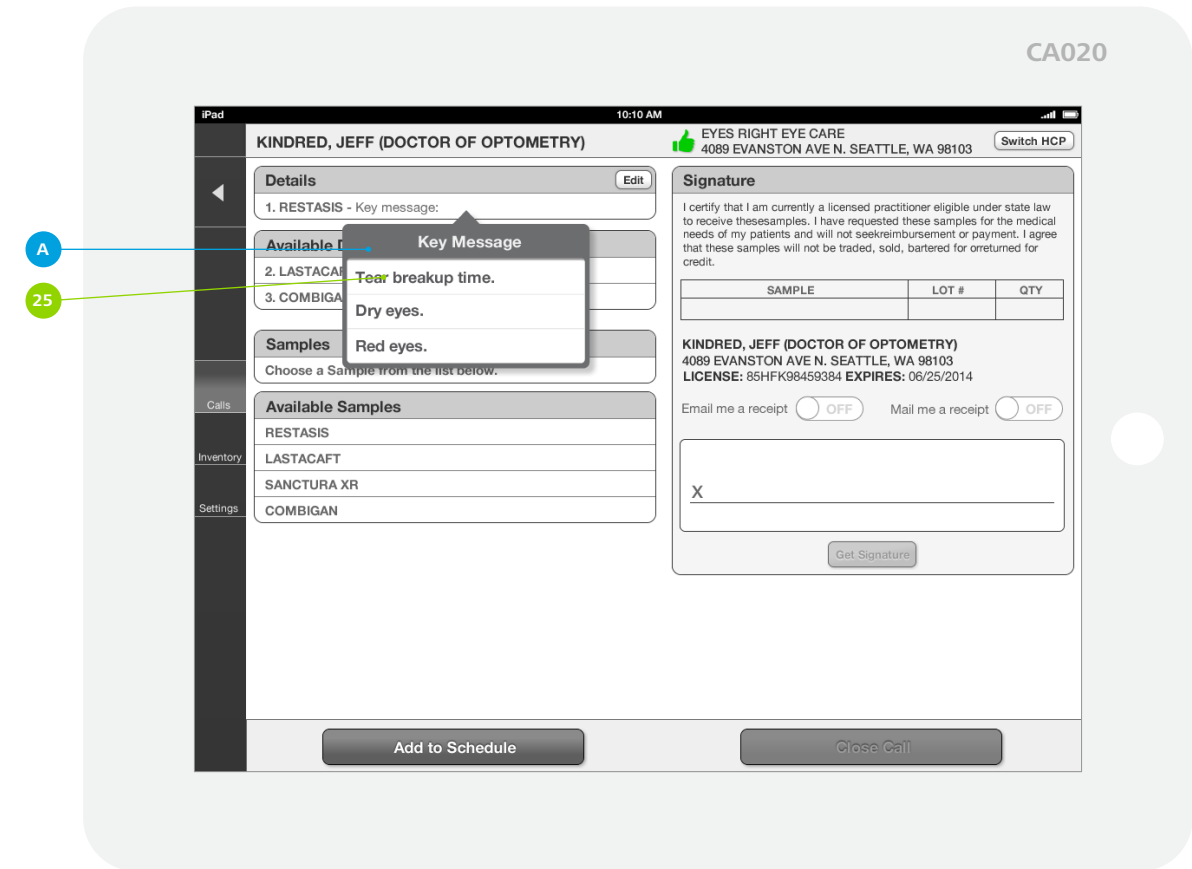 CA020
iPad
10:10 AM
KINDRED, JEFF (DOCTOR OF OPTOMETRY)
EYES RIGHT EYE CARE
4089 EVANSTON AVE N. SEATTLE, WA 98103
Switch HCP
Details
Edit
1. RESTASIS - Key message:
A
25
Available D
2. LASTACAF
3. COMBIGA
Key Message
Tear breakup time.
Dry eyes.
Red eyes.
Samples
Choose a Sample from the list below.
Available Samples
RESTASIS
LASTACAFT
SANCTURA XR
COMBIGAN
Calls
Inventory
Settings
Signature
I certify that I am currently a licensed practitioner eligible under state law
to receive thesesamples. I have requested these samples for the medical
needs of my patients and will not seekreimbursement or payment. I agree
that these samples will not be traded, sold, bartered for orreturned for
credit.
SAMPLE LOT # QTY
KINDRED, JEFF (DOCTOR OF OPTOMETRY)
4089 EVANSTON AVE N. SEATTLE, WA 98103
LICENSE: 85HFK98459384 EXPIRES: 06/25/2014
Email me a receipt OFF Mail me a receipt OFF
X
Get Signature
Add to Schedule
Close Call